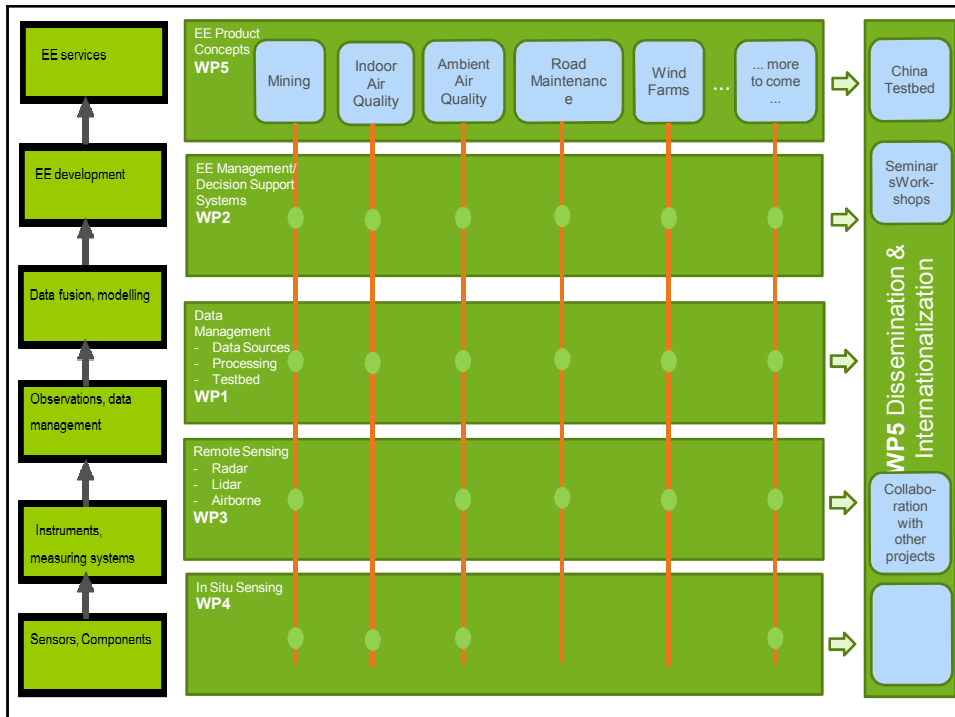 EE services
EE development
Data fusion, modelling
Observations, data
management
Instruments,
measuring systems
Sensors, Components
EE Product
Concepts
WP5
Mining
Indoor
Air
Quality
Ambient
Air
Quality
Road
Maintenanc
e
Wind
Farms
...
... more
to come
...
EE Management/
Decision Support
Systems
WP2
Data
Management
- Data Sources
- Processing
- Testbed
WP1
Remote Sensing
- Radar
- Lidar
- Airborne
WP3
In Situ Sensing
WP4
China
Testbed
Seminar
sWork-
shops
WP5 Dissemination &
Internationalization
Collabo-
ration
with
other
projects